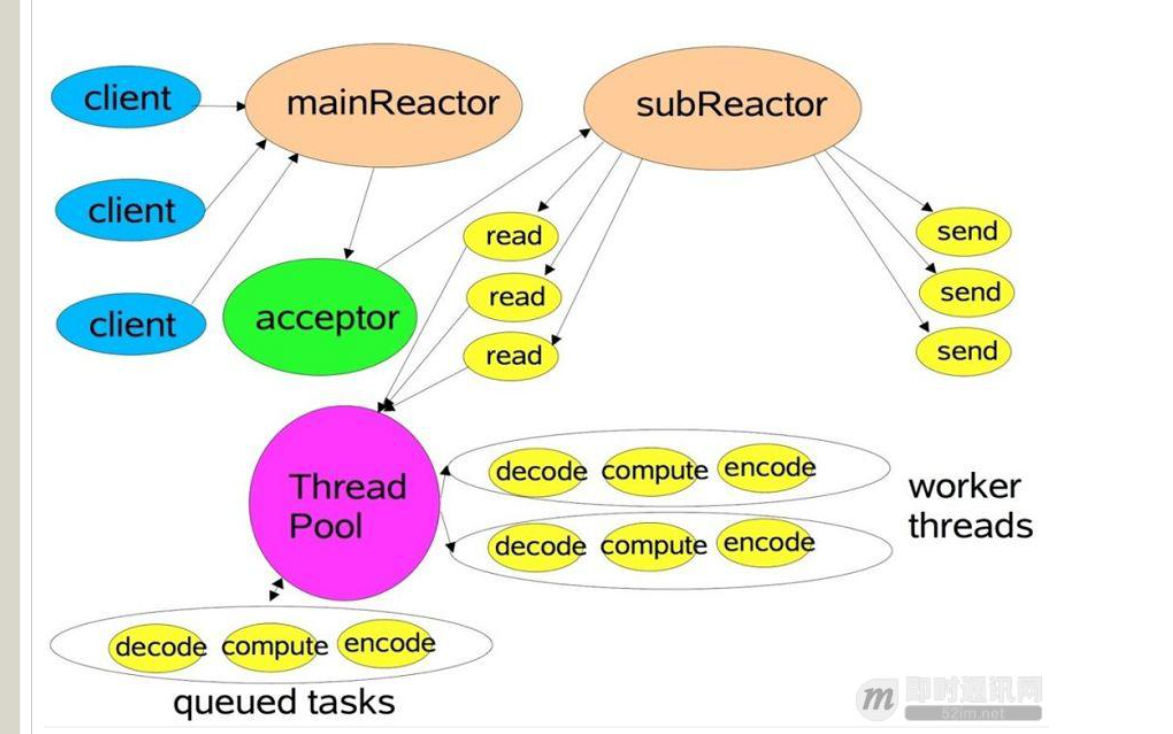 client
mainReactor
subReactor
client
client
acceptor
read
read
read
send
send
send
Thread
Pool
decode compute encode
decode compute encode
worker
threads
decode compute encode
queued tasks
m 即时通讯网
52im.net